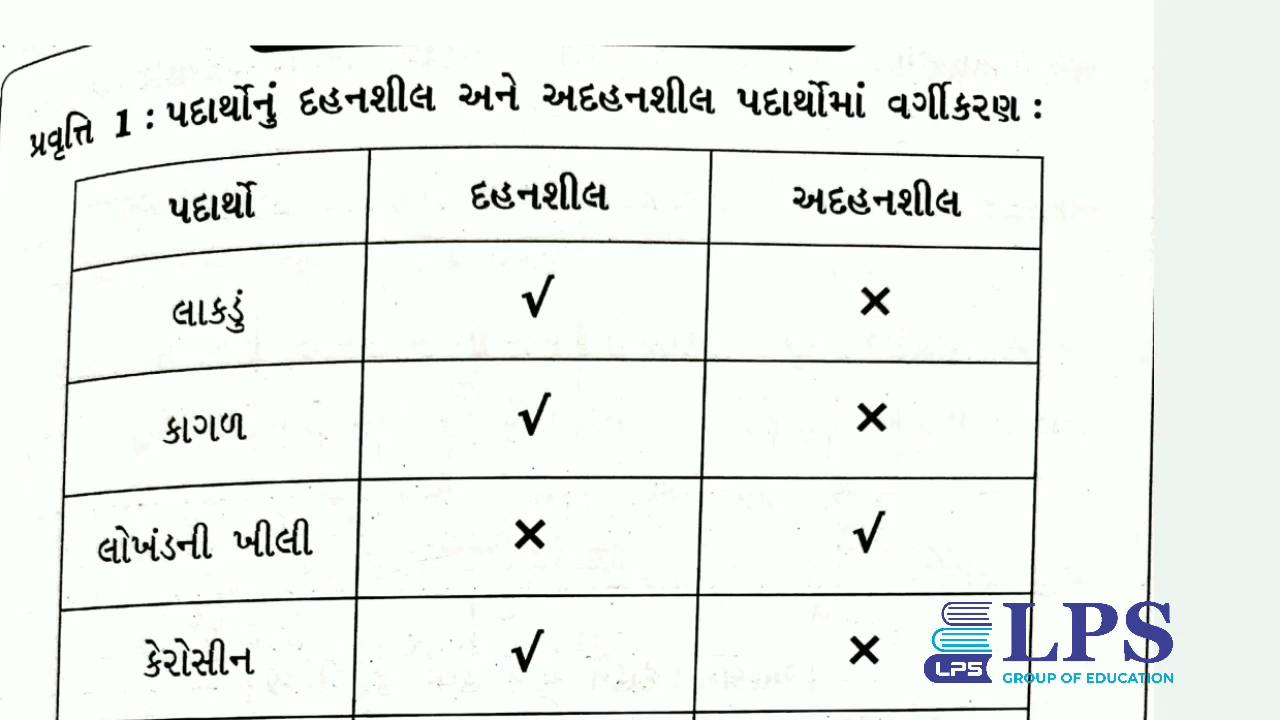 પ્રવૃત્તિ 1 : પદાર્થોનું દહનશીલ અને અદહનશીલ પદાર્થોમાં વર્ગીકરણ :
પદાર્થો દહનશીલ અદહનશીલ
લાકડું √ ×
કાગળ √ ×
લોખંડની ખીલી × √
કેરોસીન √ ×
LPS
LPS
GROUP OF EDUCATION